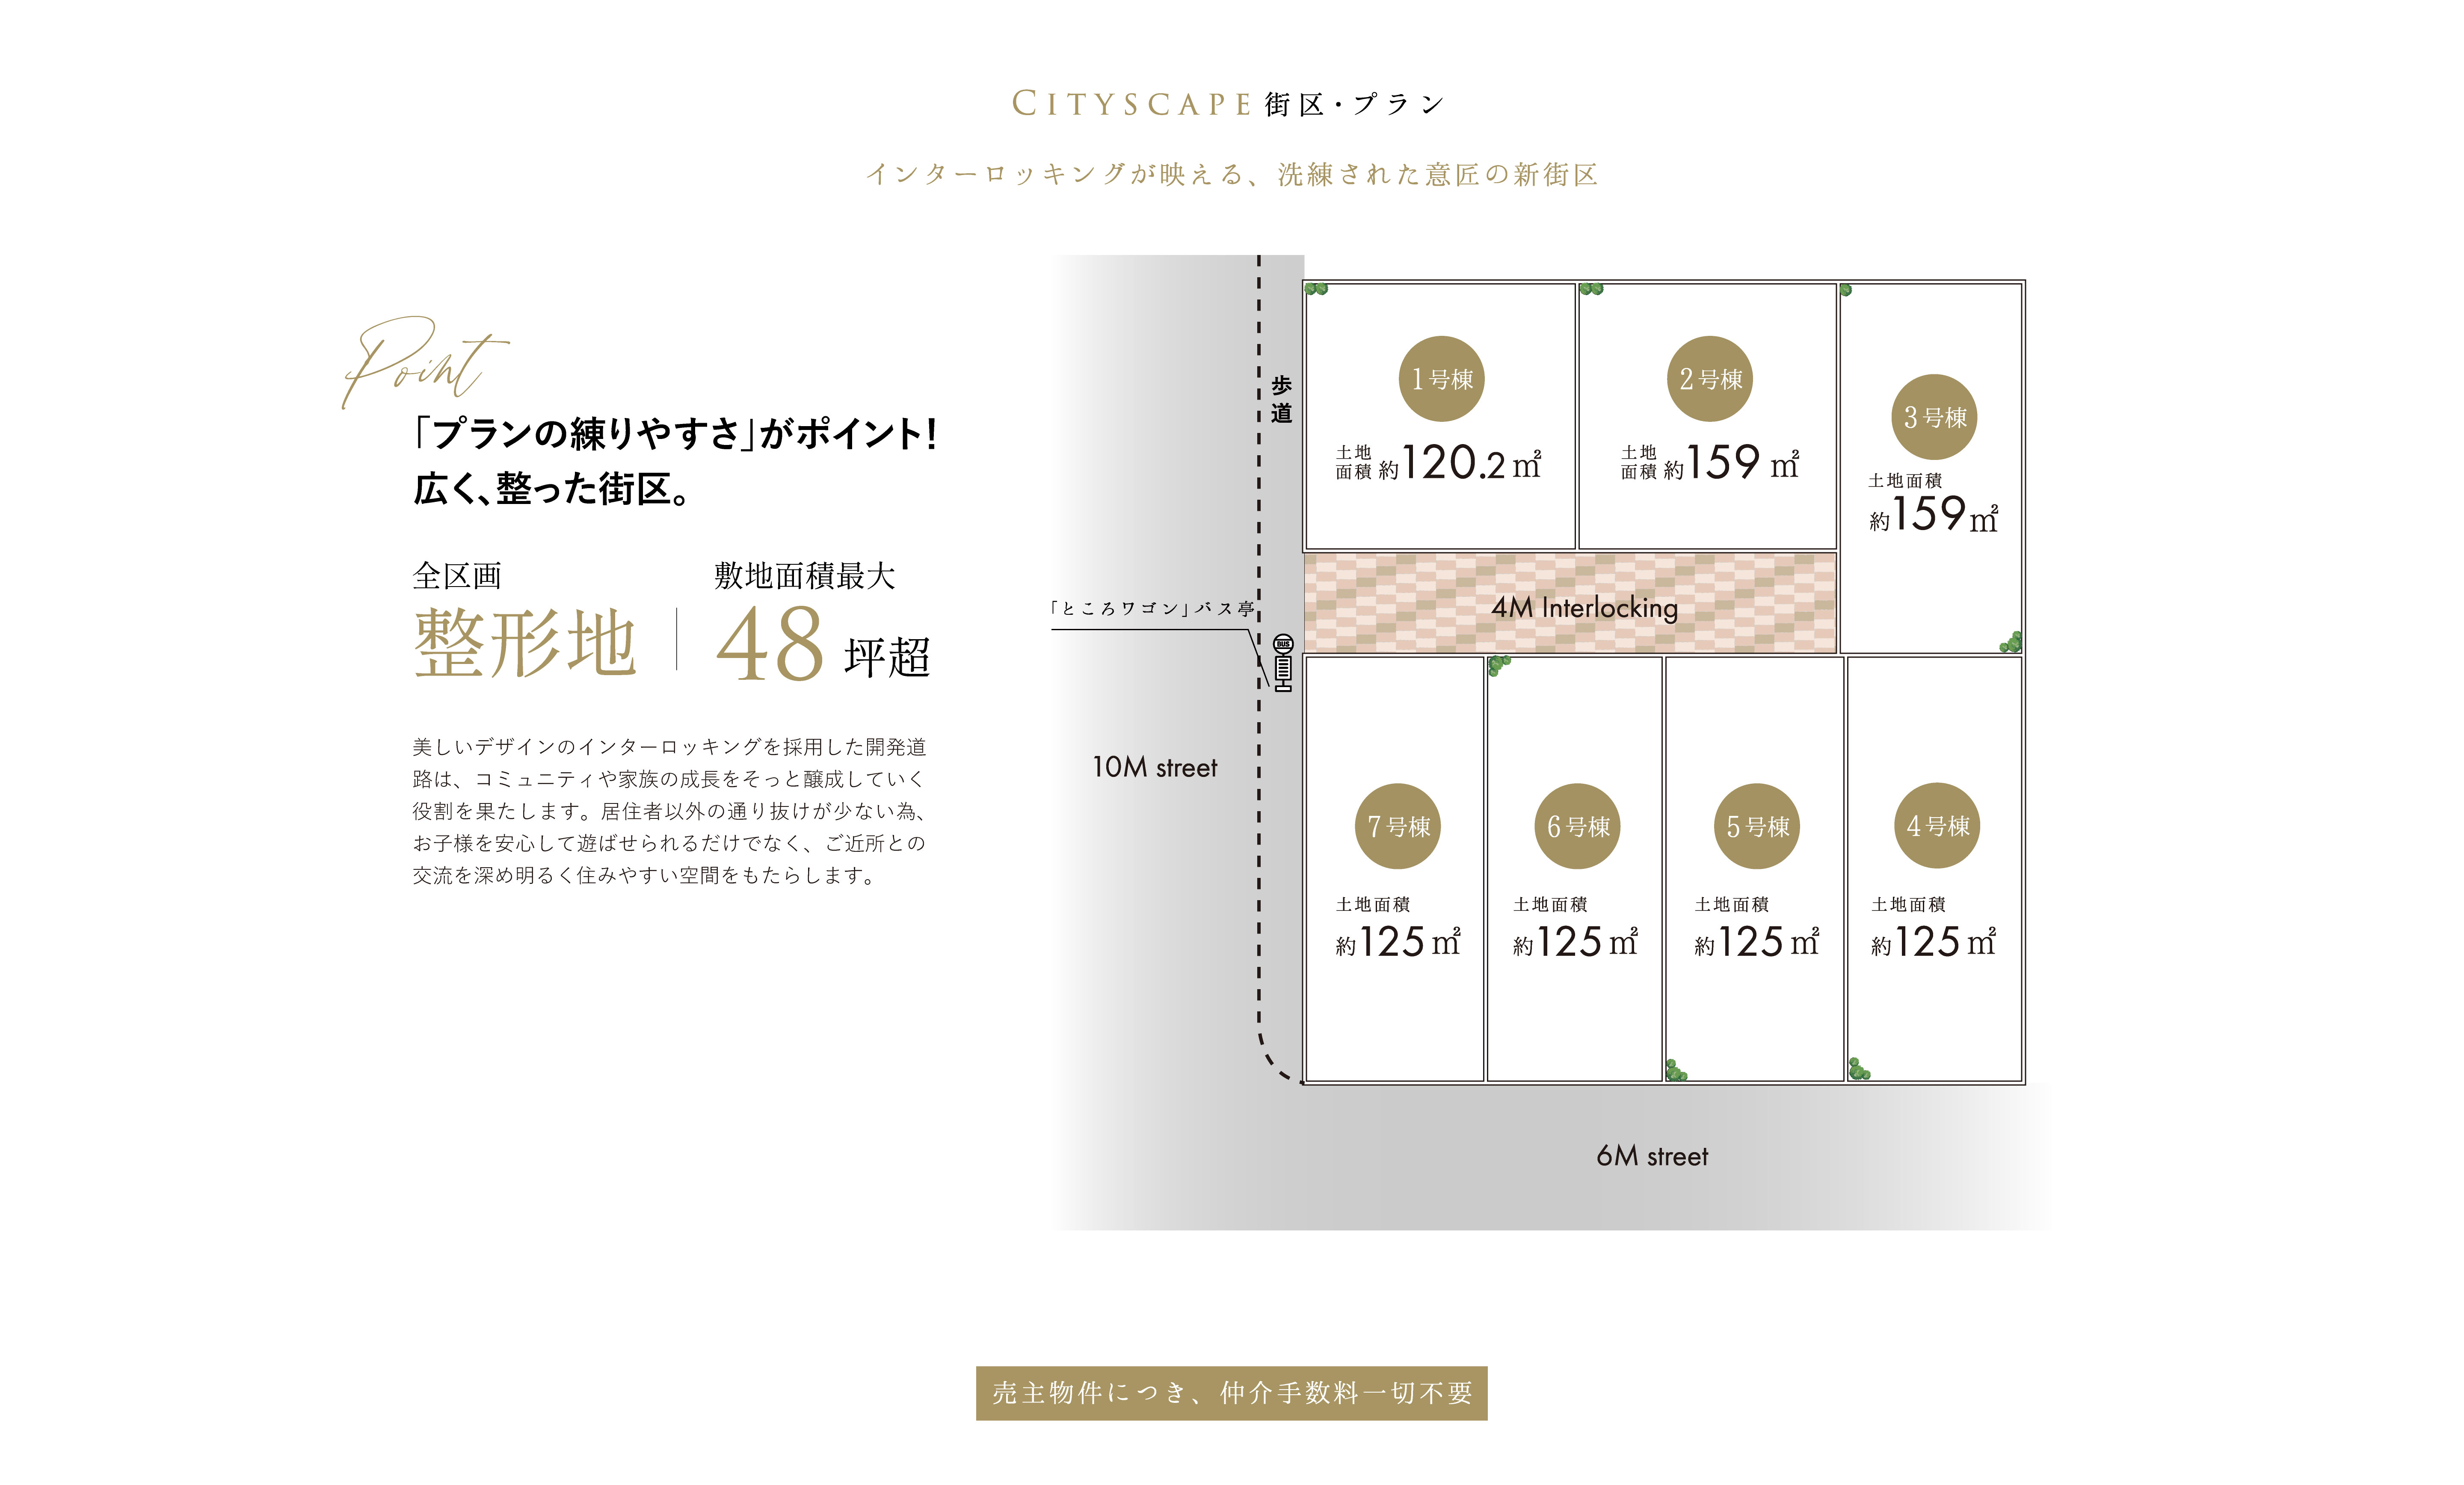 CITYSCAPE 街区・プラン
インターロッキングが映える、洗練された意匠の新街区
Point
「プランの練りやすさ」がポイント！
広く、整った街区。
全区画
整形地
敷地面積最大
48坪超
美しいデザインのインターロッキングを採用した開発道
路は、コミュニティや家族の成長をそっと醸成していく
役割を果たします。居住者以外の通り抜けが少ない為、
お子様を安心して遊ばせられるだけでなく、ご近所との
交流を深め明るく住みやすい空間をもたらします。
歩道
1号棟
土地面積 約120.2㎡
2号棟
土地面積 約159㎡
3号棟
土地面積
約159㎡
4M Interlocking
「ところワゴン」バス亭
BUS
10M street
7号棟
土地面積
約125㎡
6号棟
土地面積
約125㎡
5号棟
土地面積
約125㎡
4号棟
土地面積
約125㎡
6M street
売主物件につき、仲介手数料一切不要